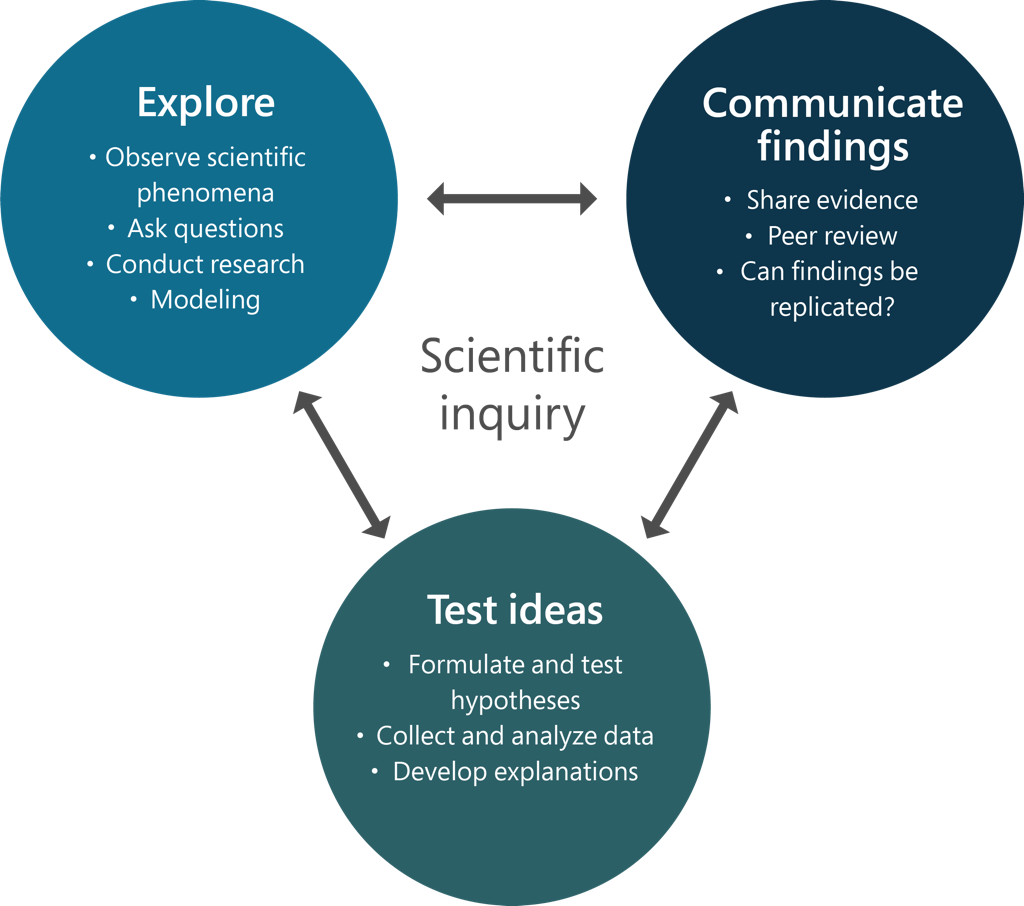 Explore
• Observe scientific
phenomena
• Ask questions
• Conduct research
• Modeling
Communicate
findings
• Share evidence
• Peer review
• Can findings be
replicated?
Scientific
inquiry
Test ideas
• Formulate and test
hypotheses
• Collect and analyze data
• Develop explanations